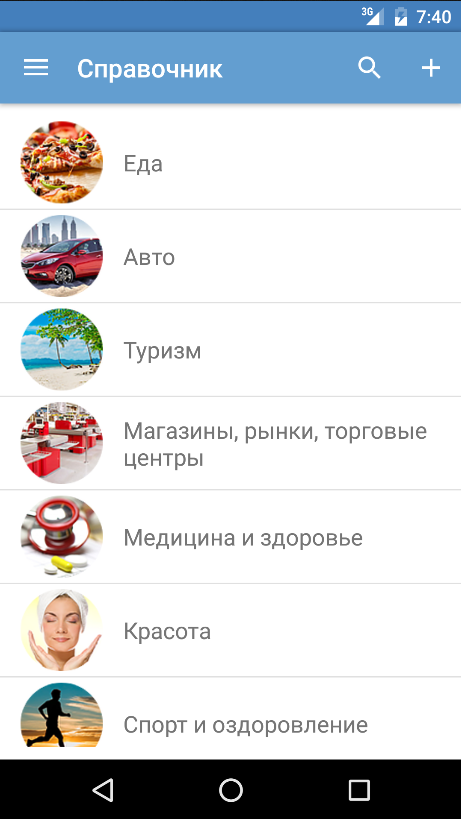 3G 7:40
Справочник
Еда
Авто
Туризм
Магазины, рынки, торговые
центры
Медицина и здоровье
Красота
Спорт и оздоровление